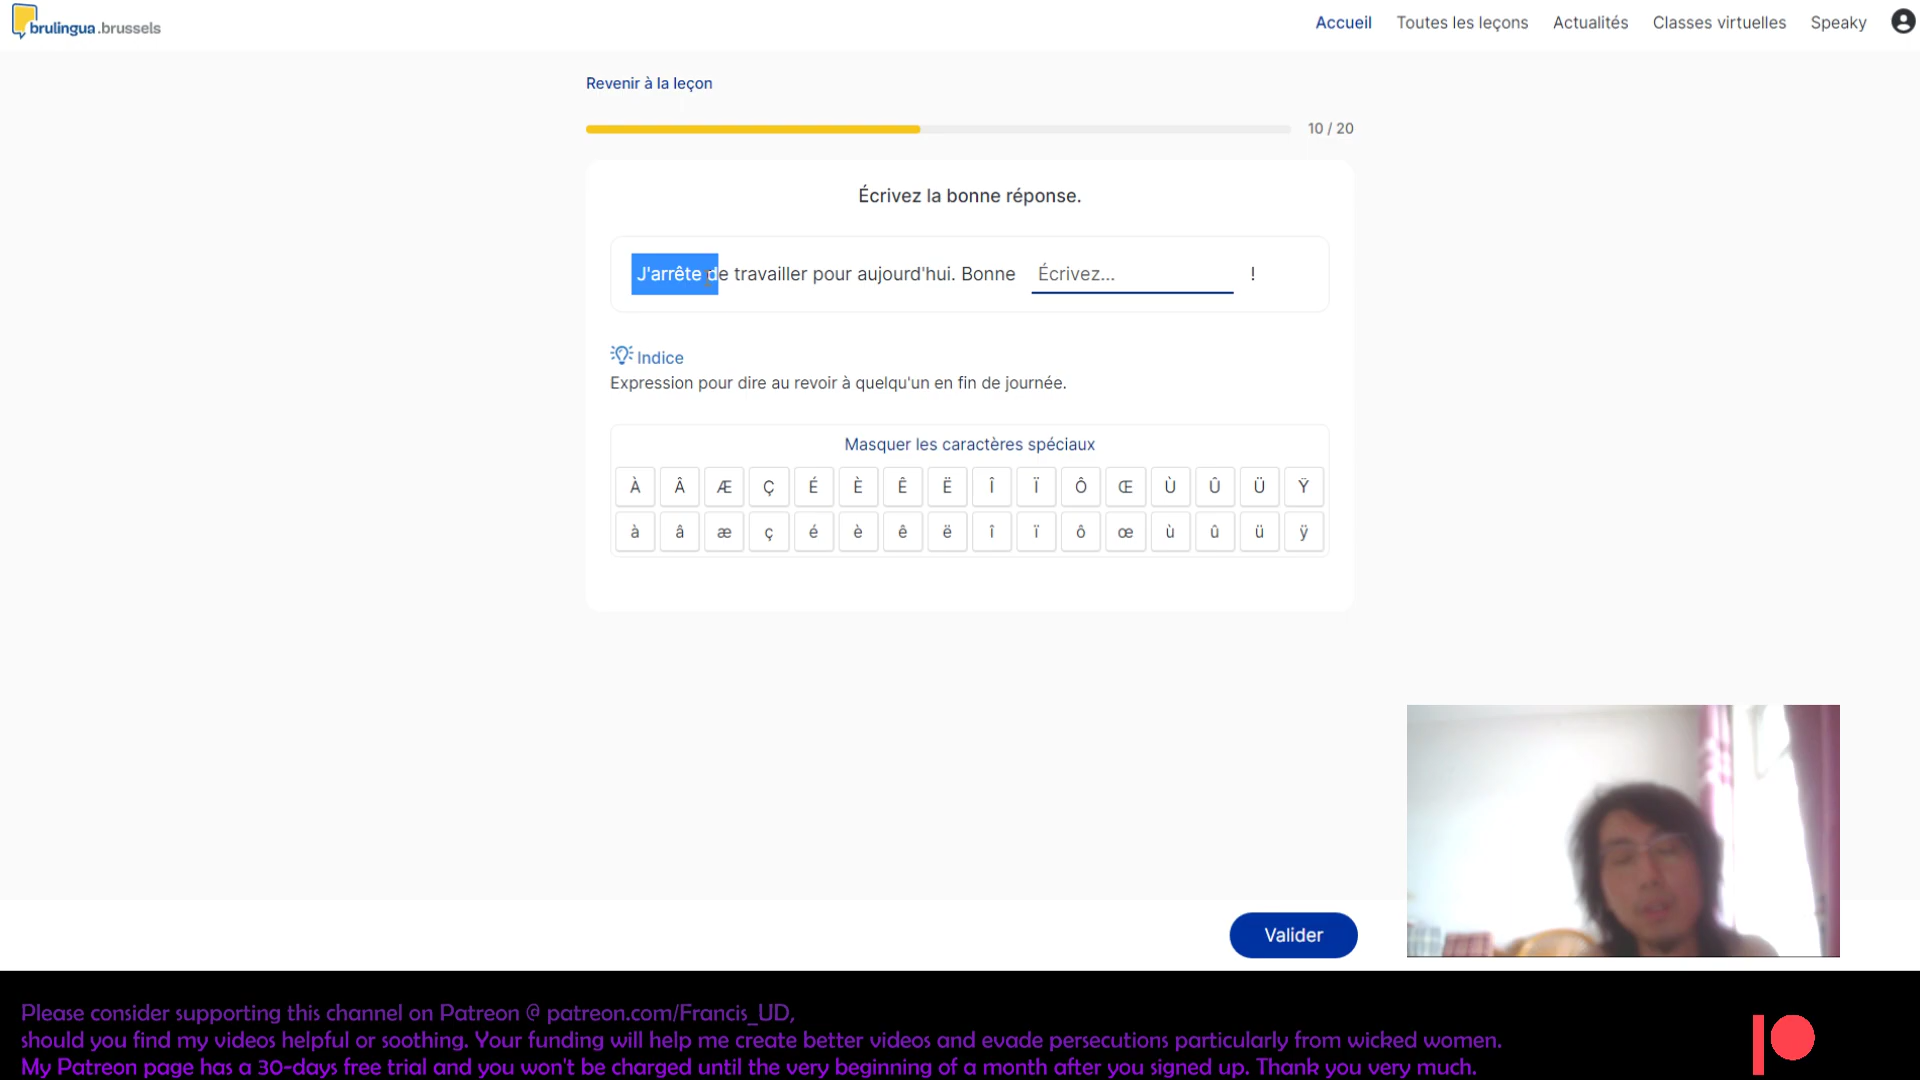 brulingua.brussels
Accueil Toutes les leçons Actualités Classes virtuelles Speaky
Revenir à la leçon
10 / 20
Écrivez la bonne réponse.
J'arrête de travailler pour aujourd'hui. Bonne Écrivez... !
Indice
Expression pour dire au revoir à quelqu'un en fin de journée.
Masquer les caractères spéciaux
À Â Æ Ç É È Ê Ë Î Ï Ô Œ Ù Û Ü Ÿ
à â æ ç é è ê ë î ï ô œ ù û ü ÿ
Valider
Please consider supporting this channel on Patreon @ patreon.com/Francis_UD,
should you find my videos helpful or soothing. Your funding will help me create better videos and evade persecutions particularly from wicked women.
My Patreon page has a 30-days free trial and you won't be charged until the very beginning of a month after you signed up. Thank you very much.